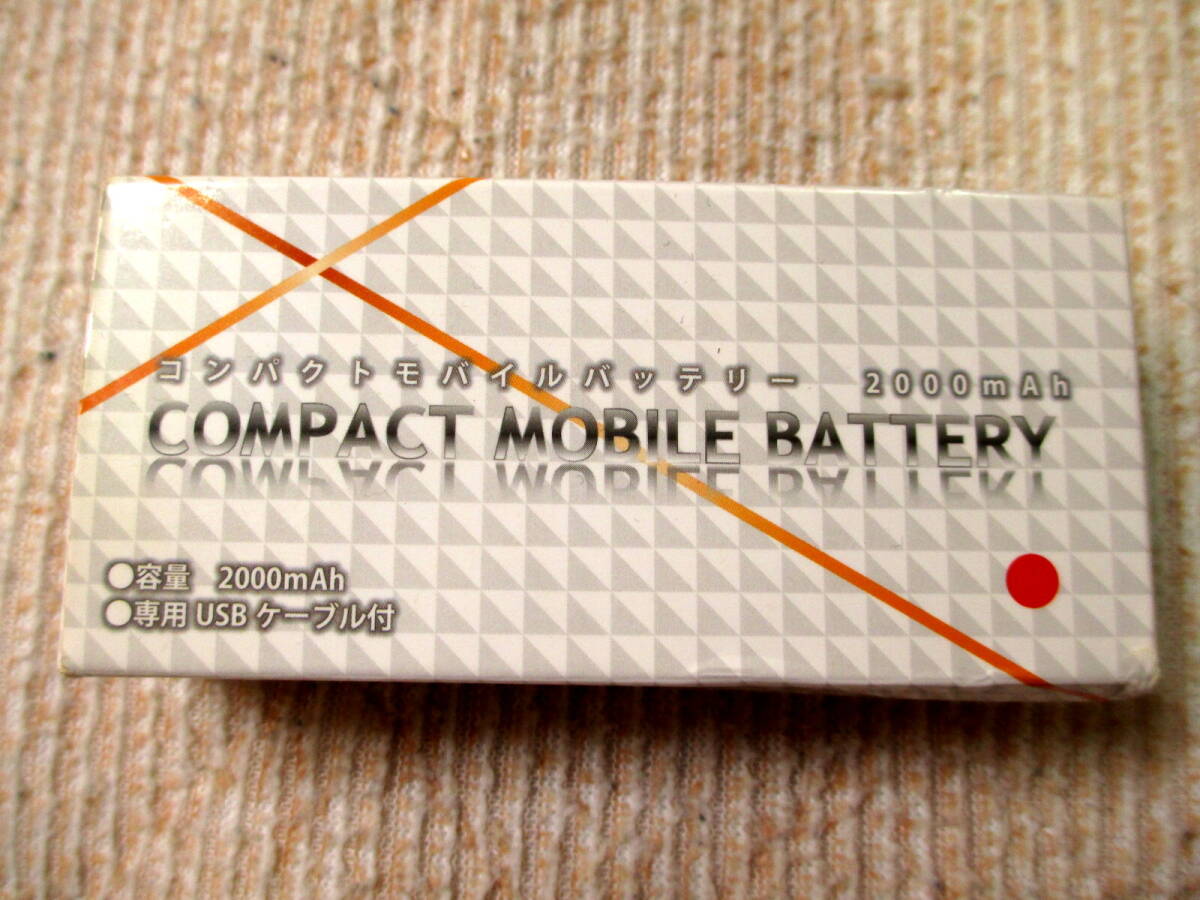 コンパクトモバイルバッテリー 2000mAh
COMPACT MOBILE BATTERY
●容量 2000mAh
●専用 USB ケーブル付